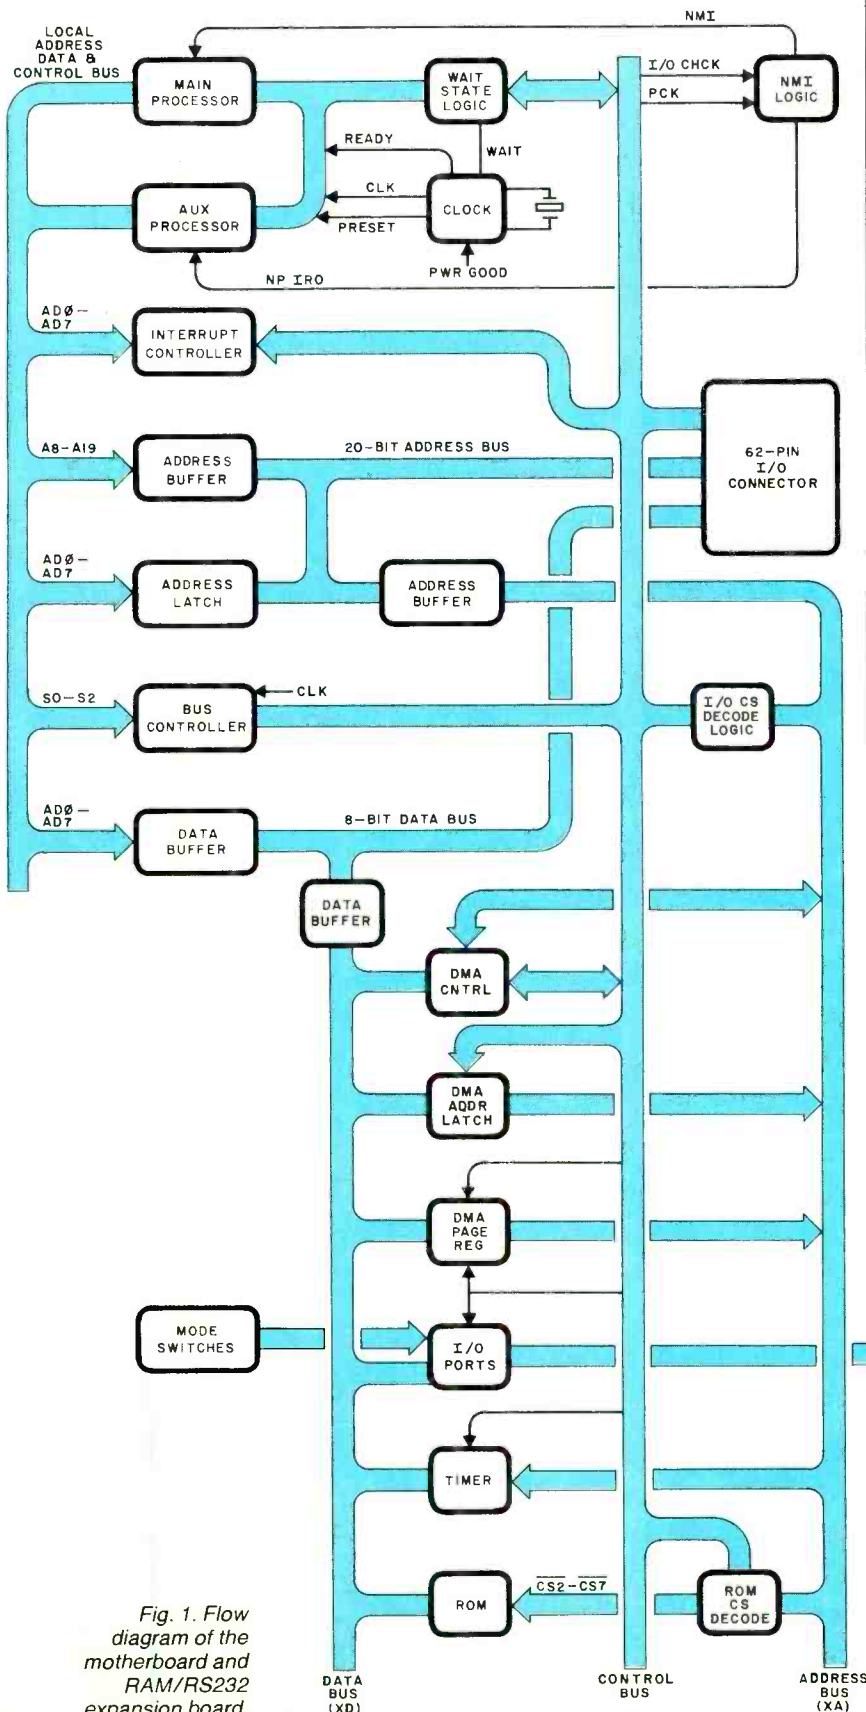 LOCAL
ADDRESS
DATA &
CONTROL BUS
NMI
MAIN
PROCESSOR
WAIT
STATE
LOGIC
I/O CHCK
PCK
NMI
LOGIC
READY
WAIT
CLK
CLOCK
PRESET
AUX
PROCESSOR
PWR GOOD
NP IRO
ADØ-
AD7
INTERRUPT
CONTROLLER
A8-A19
ADDRESS
BUFFER
20-BIT ADDRESS BUS
62-PIN
I/O
CONNECTOR
ADØ-
AD7
ADDRESS
LATCH
ADDRESS
BUFFER
SO-S2
BUS
CONTROLLER
CLK
I/O CS
DECODE
LOGIC
ADØ-
AD7
DATA
BUFFER
8-BIT DATA BUS
DATA
BUFFER
DMA
CNTRL
DMA
ADDR
LATCH
DMA
PAGE
REG
MODE
SWITCHES
I/O
PORTS
TIMER
ROM
CS2-CS7
ROM
CS
DECODE
Fig. 1. Flow
diagram of the
motherboard and
RAM/RS232
expansion board.
DATA
BUS
(XD)
CONTROL
BUS
ADDRESS
BUS
(XA)